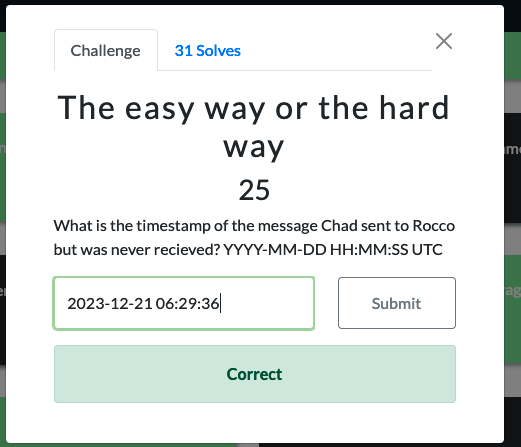 Challenge
31 Solves
The easy way or the hard
way
25
What is the timestamp of the message Chad sent to Rocco
but was never recieved? YYYY-MM-DD HH:MM:SS UTC
2023-12-21 06:29:36
Submit
Correct